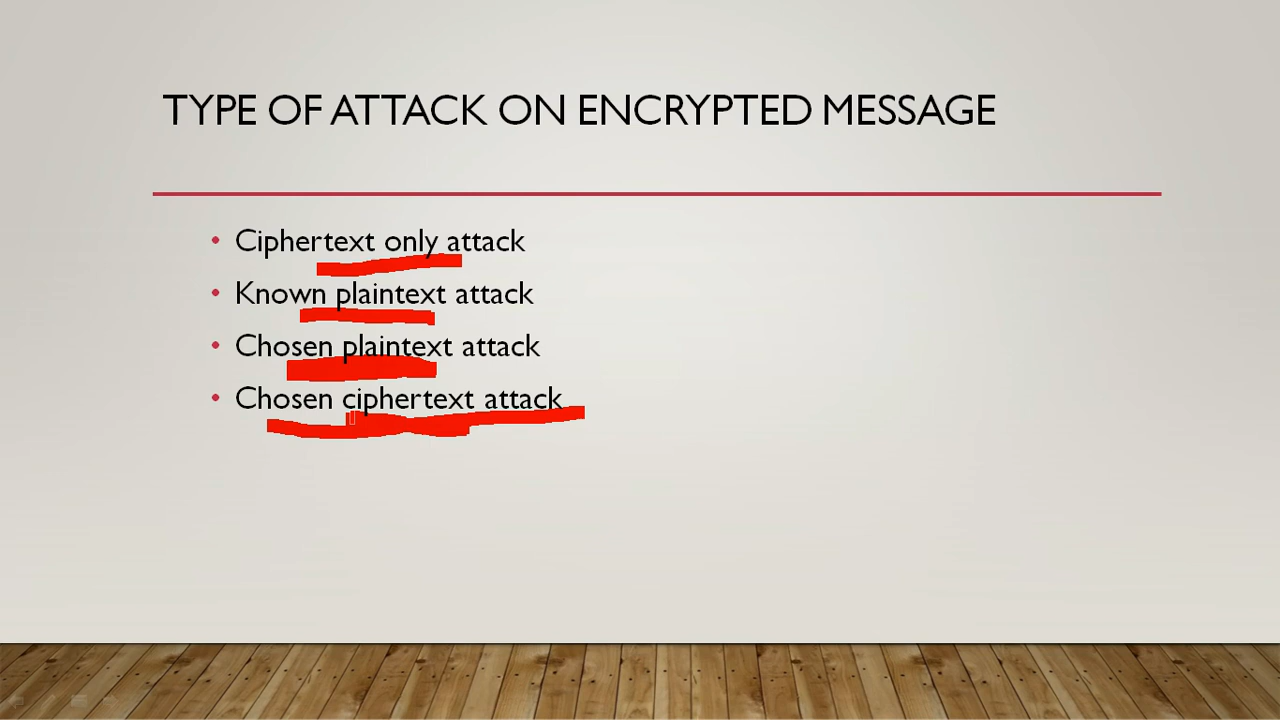 TYPE OF ATTACK ON ENCRYPTED MESSAGE
• Ciphertext only attack
• Known plaintext attack
• Chosen plaintext attack
• Chosen ciphertext attack